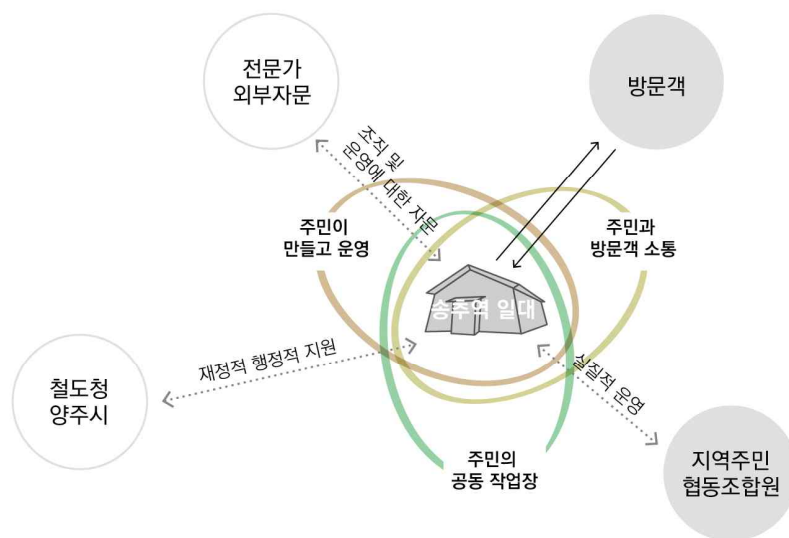 전문가
외부자문
방문객
조직 및
운영에 대한 자문
주민이
만들고 운영
주민과
방문객 소통
송추역 일대
재정적 행정적 지원
실질적 운영
철도청
양주시
주민의
공동 작업장
지역주민
협동조합원